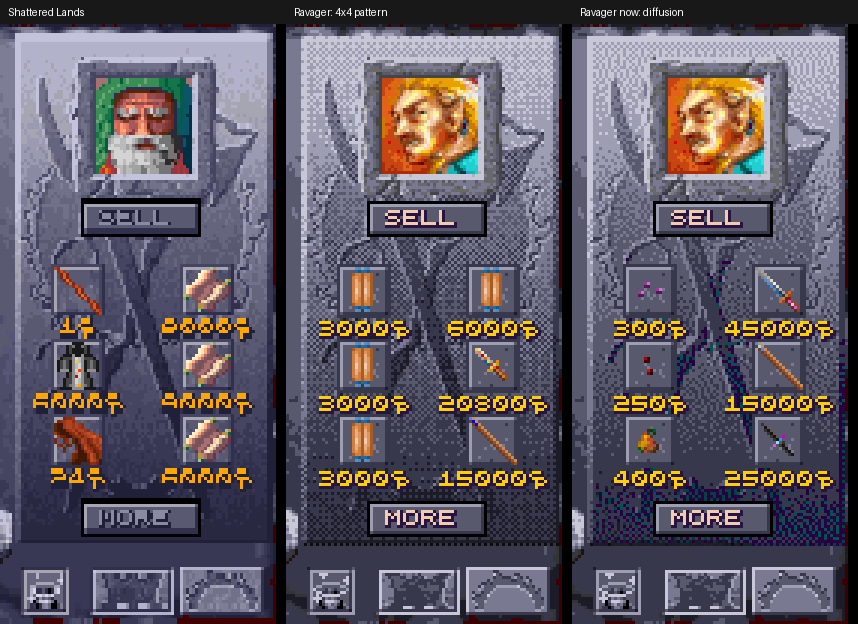 Shattered Lands
Ravager: 4x4 pattern
Ravager now: diffusion
SELL
SELL
SELL
3000
6000
300
45000
3000
20800
250
15000
3000
15000
400
25000
MORE
MORE
MORE